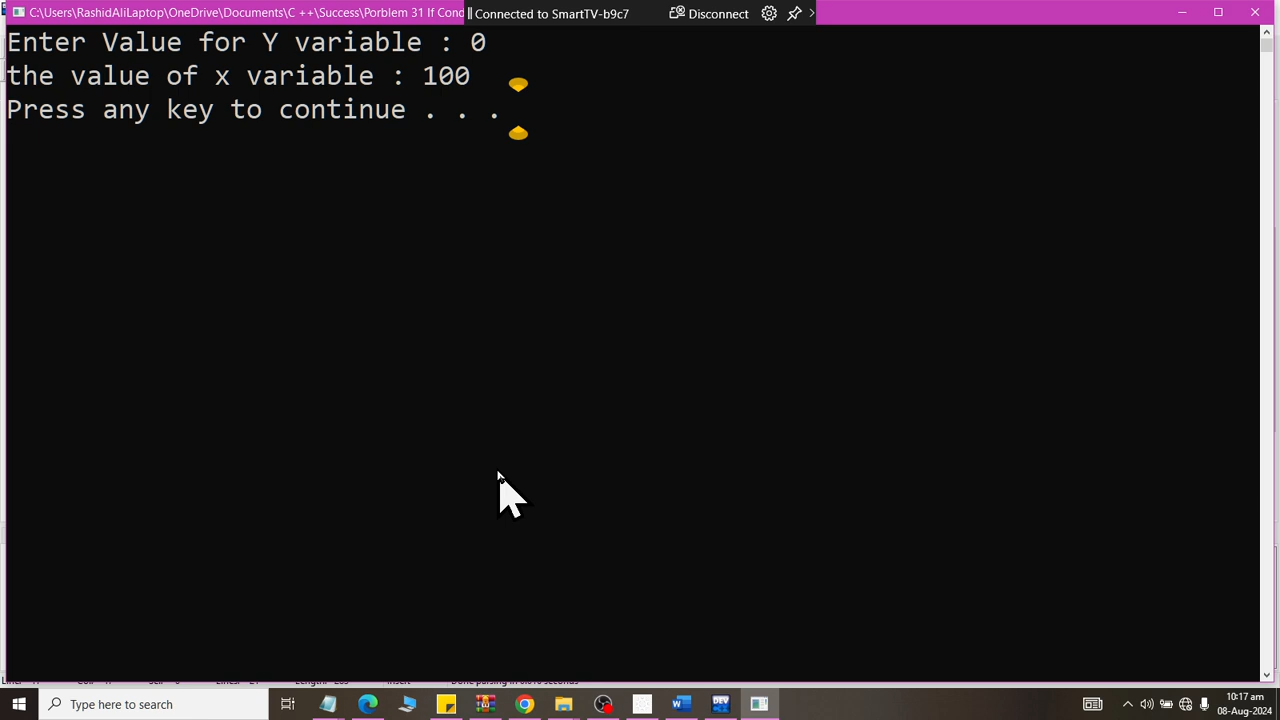 C:\Users\RashidAliLaptop\OneDrive\Documents\C ++\Success\Porblem 31 If Cond
Connected to SmartTV-b9c7
Disconnect
Enter Value for Y variable : 0
the value of x variable : 100
Press any key to continue . . .
Type here to search
DEV
10:17 am
08-Aug-2024